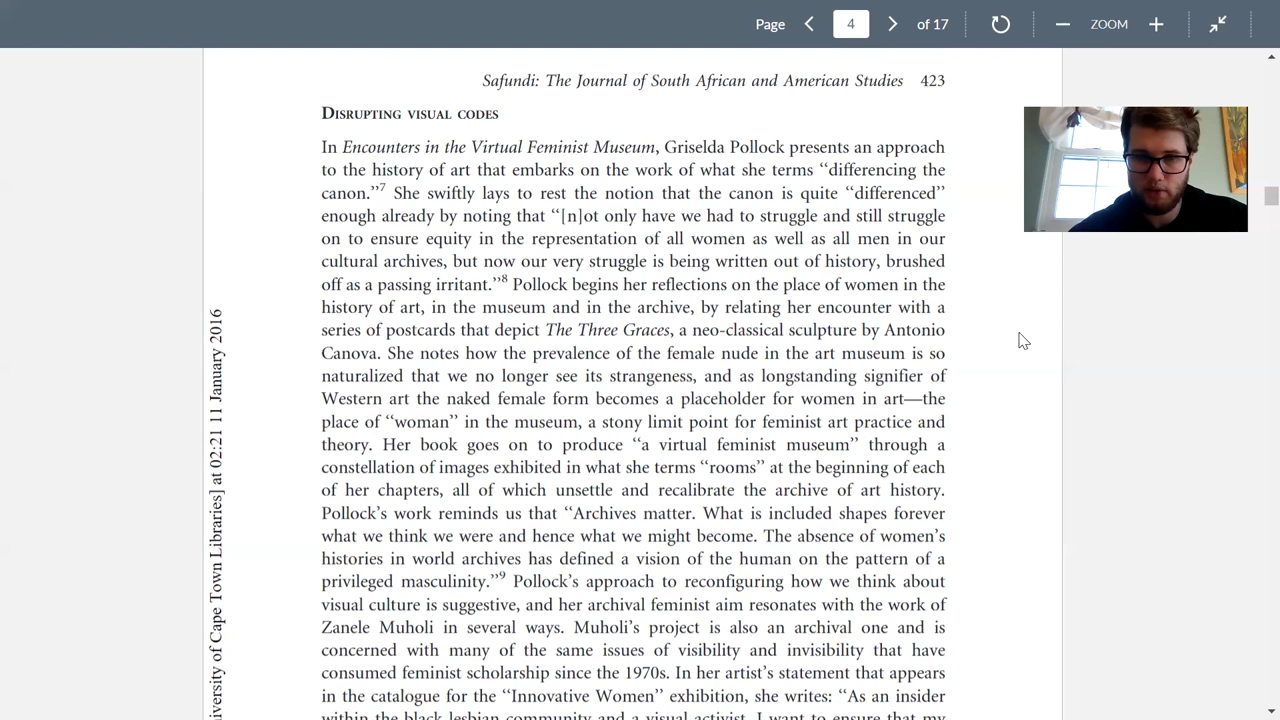 Page 4 of 17 ZOOM
Safundi: The Journal of South African and American Studies 423
DISRUPTING VISUAL CODES
In Encounters in the Virtual Feminist Museum, Griselda Pollock presents an approach
to the history of art that embarks on the work of what she terms ‘‘differencing the
canon.’’7 She swiftly lays to rest the notion that the canon is quite ‘‘differenced’’
enough already by noting that ‘‘[n]ot only have we had to struggle and still struggle
on to ensure equity in the representation of all women as well as all men in our
cultural archives, but now our very struggle is being written out of history, brushed
off as a passing irritant.’’8 Pollock begins her reflections on the place of women in the
history of art, in the museum and in the archive, by relating her encounter with a
series of postcards that depict The Three Graces, a neo-classical sculpture by Antonio
Canova. She notes how the prevalence of the female nude in the art museum is so
naturalized that we no longer see its strangeness, and as longstanding signifier of
Western art the naked female form becomes a placeholder for women in art—the
place of ‘‘woman’’ in the museum, a stony limit point for feminist art practice and
theory. Her book goes on to produce ‘‘a virtual feminist museum’’ through a
constellation of images exhibited in what she terms ‘‘rooms’’ at the beginning of each
of her chapters, all of which unsettle and recalibrate the archive of art history.
Pollock’s work reminds us that ‘‘Archives matter. What is included shapes forever
what we think we were and hence what we might become. The absence of women’s
histories in world archives has defined a vision of the human on the pattern of a
privileged masculinity.’’9 Pollock’s approach to reconfiguring how we think about
visual culture is suggestive, and her archival feminist aim resonates with the work of
Zanele Muholi in several ways. Muholi’s project is also an archival one and is
concerned with many of the same issues of visibility and invisibility that have
consumed feminist scholarship since the 1970s. In her artist’s statement that appears
in the catalogue for the ‘‘Innovative Women’’ exhibition, she writes: ‘‘As an insider
within the black lesbian community and a visual activist, I want to ensure that my
iversity of Cape Town Libraries] at 02:21 11 January 2016